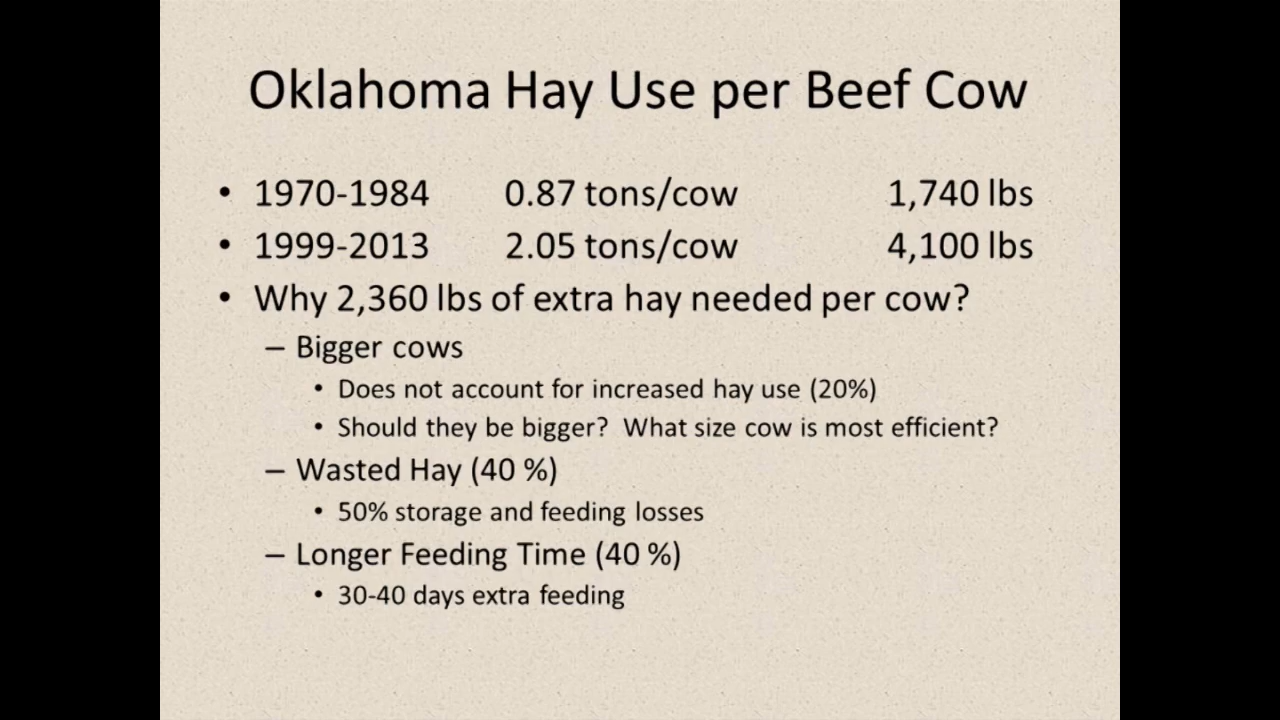 Oklahoma Hay Use per Beef Cow
• 1970-1984 0.87 tons/cow 1,740 lbs
• 1999-2013 2.05 tons/cow 4,100 lbs
• Why 2,360 lbs of extra hay needed per cow?
– Bigger cows
• Does not account for increased hay use (20%)
• Should they be bigger? What size cow is most efficient?
– Wasted Hay (40 %)
• 50% storage and feeding losses
– Longer Feeding Time (40 %)
• 30-40 days extra feeding